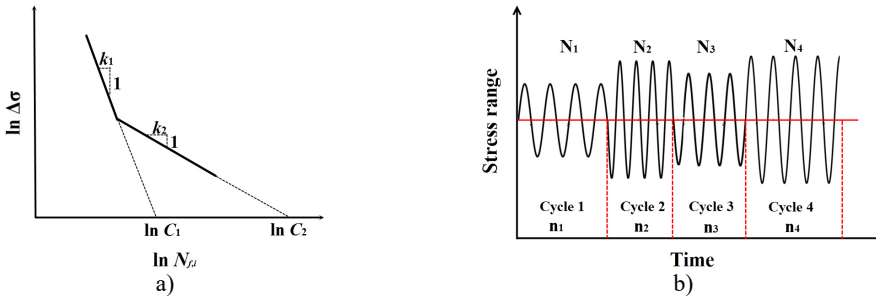 ln Δσ
k₁
1
k₂
1
ln C₁
ln C₂
ln N_f,i
a)
Stress range
N₁
N₂
N₃
N₄
Cycle 1
n₁
Cycle 2
n₂
Cycle 3
n₃
Cycle 4
n₄
Time
b)